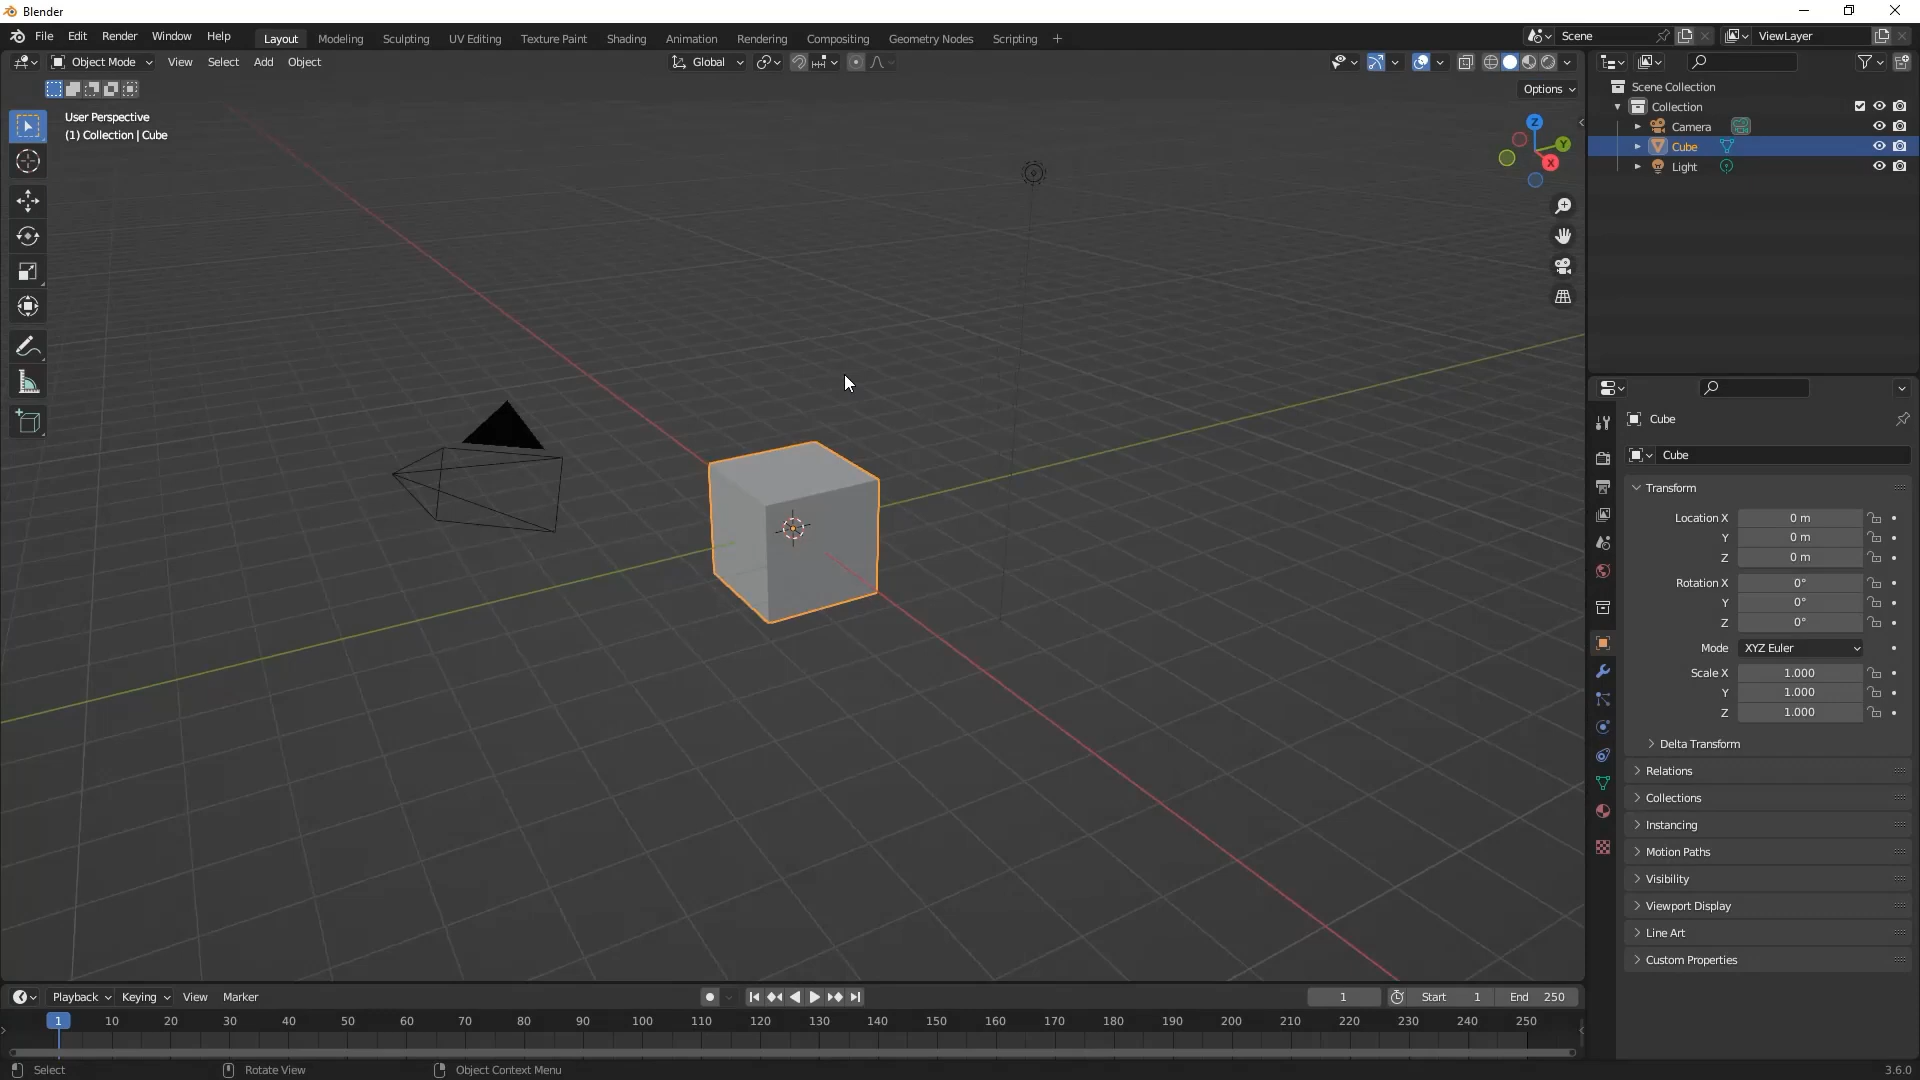 Blender
File Edit Render Window Help Layout Modeling Sculpting UV Editing Texture Paint Shading Animation Rendering Compositing Geometry Nodes Scripting + Scene ViewLayer
Object Mode View Select Add Object Global
Options
User Perspective
(1) Collection | Cube
Z
Y
X
Scene Collection
Collection
Camera
Cube
Light
Cube
Cube
Transform
Location X 0 m
Y 0 m
Z 0 m
Rotation X 0°
Y 0°
Z 0°
Mode XYZ Euler
Scale X 1.000
Y 1.000
Z 1.000
Delta Transform
Relations
Collections
Instancing
Motion Paths
Visibility
Viewport Display
Line Art
Custom Properties
Playback Keying View Marker 1 Start 1 End 250
1 10 20 30 40 50 60 70 80 90 100 110 120 130 140 150 160 170 180 190 200 210 220 230 240 250
Select Rotate View Object Context Menu 3.6.0